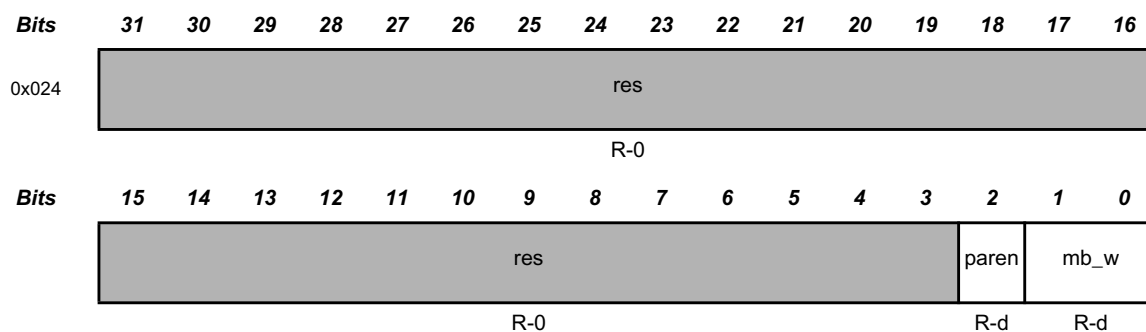 Bits 31 30 29 28 27 26 25 24 23 22 21 20 19 18 17 16
0x024 res
R-0
Bits 15 14 13 12 11 10 9 8 7 6 5 4 3 2 1 0
res paren mb_w
R-0 R-d R-d